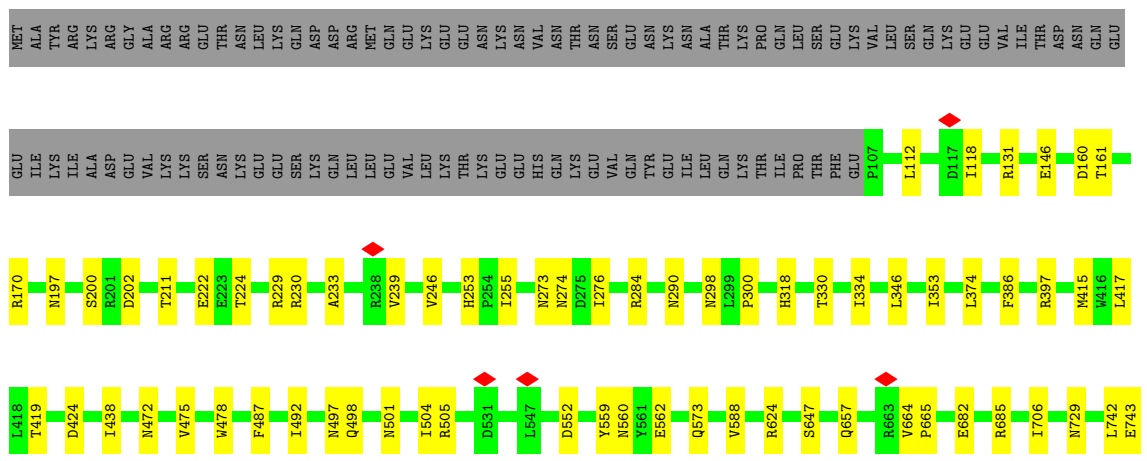 MET ALA TYR ARG LYS ARG GLY ALA ARG ARG GLU THR ASN LEU LYS GLN ASP ASP ARG MET GLN GLU LYS GLU GLU ASN LYS ASN VAL ASN THR ASN SER GLU ASN LYS ASN ALA THR LYS PRO GLN LEU SER GLU LYS VAL LEU SER GLN LYS GLU GLU VAL ILE THR ASP ASN GLN GLU
GLU ILE LYS ILE ALA ASP GLU VAL LYS LYS SER ASN LYS GLU GLU SER LYS GLN LEU LEU GLU VAL LEU LYS THR LYS GLU GLU HIS GLN LYS GLU VAL GLN TYR GLU ILE LEU GLN LYS THR ILE PRO THR PHE GLU P107 L112 D117 I118 R131 E146 D160 T161
R170 N197 S200 R201 D202 T211 E222 E223 T224 R229 R230 A233 R238 V239 V246 H253 P254 I255 N273 N274 D275 I276 R284 N290 N298 L299 P300 H318 T330 I334 L346 I353 L374 F386 R397 M415 W416 L417
L418 T419 D424 I438 N472 V475 W478 F487 I492 N497 Q498 N501 I504 R505 D531 L547 D552 Y559 N560 Y561 E562 Q573 V588 R624 S647 Q657 R663 V664 P665 E682 R685 I706 N729 L742 E743